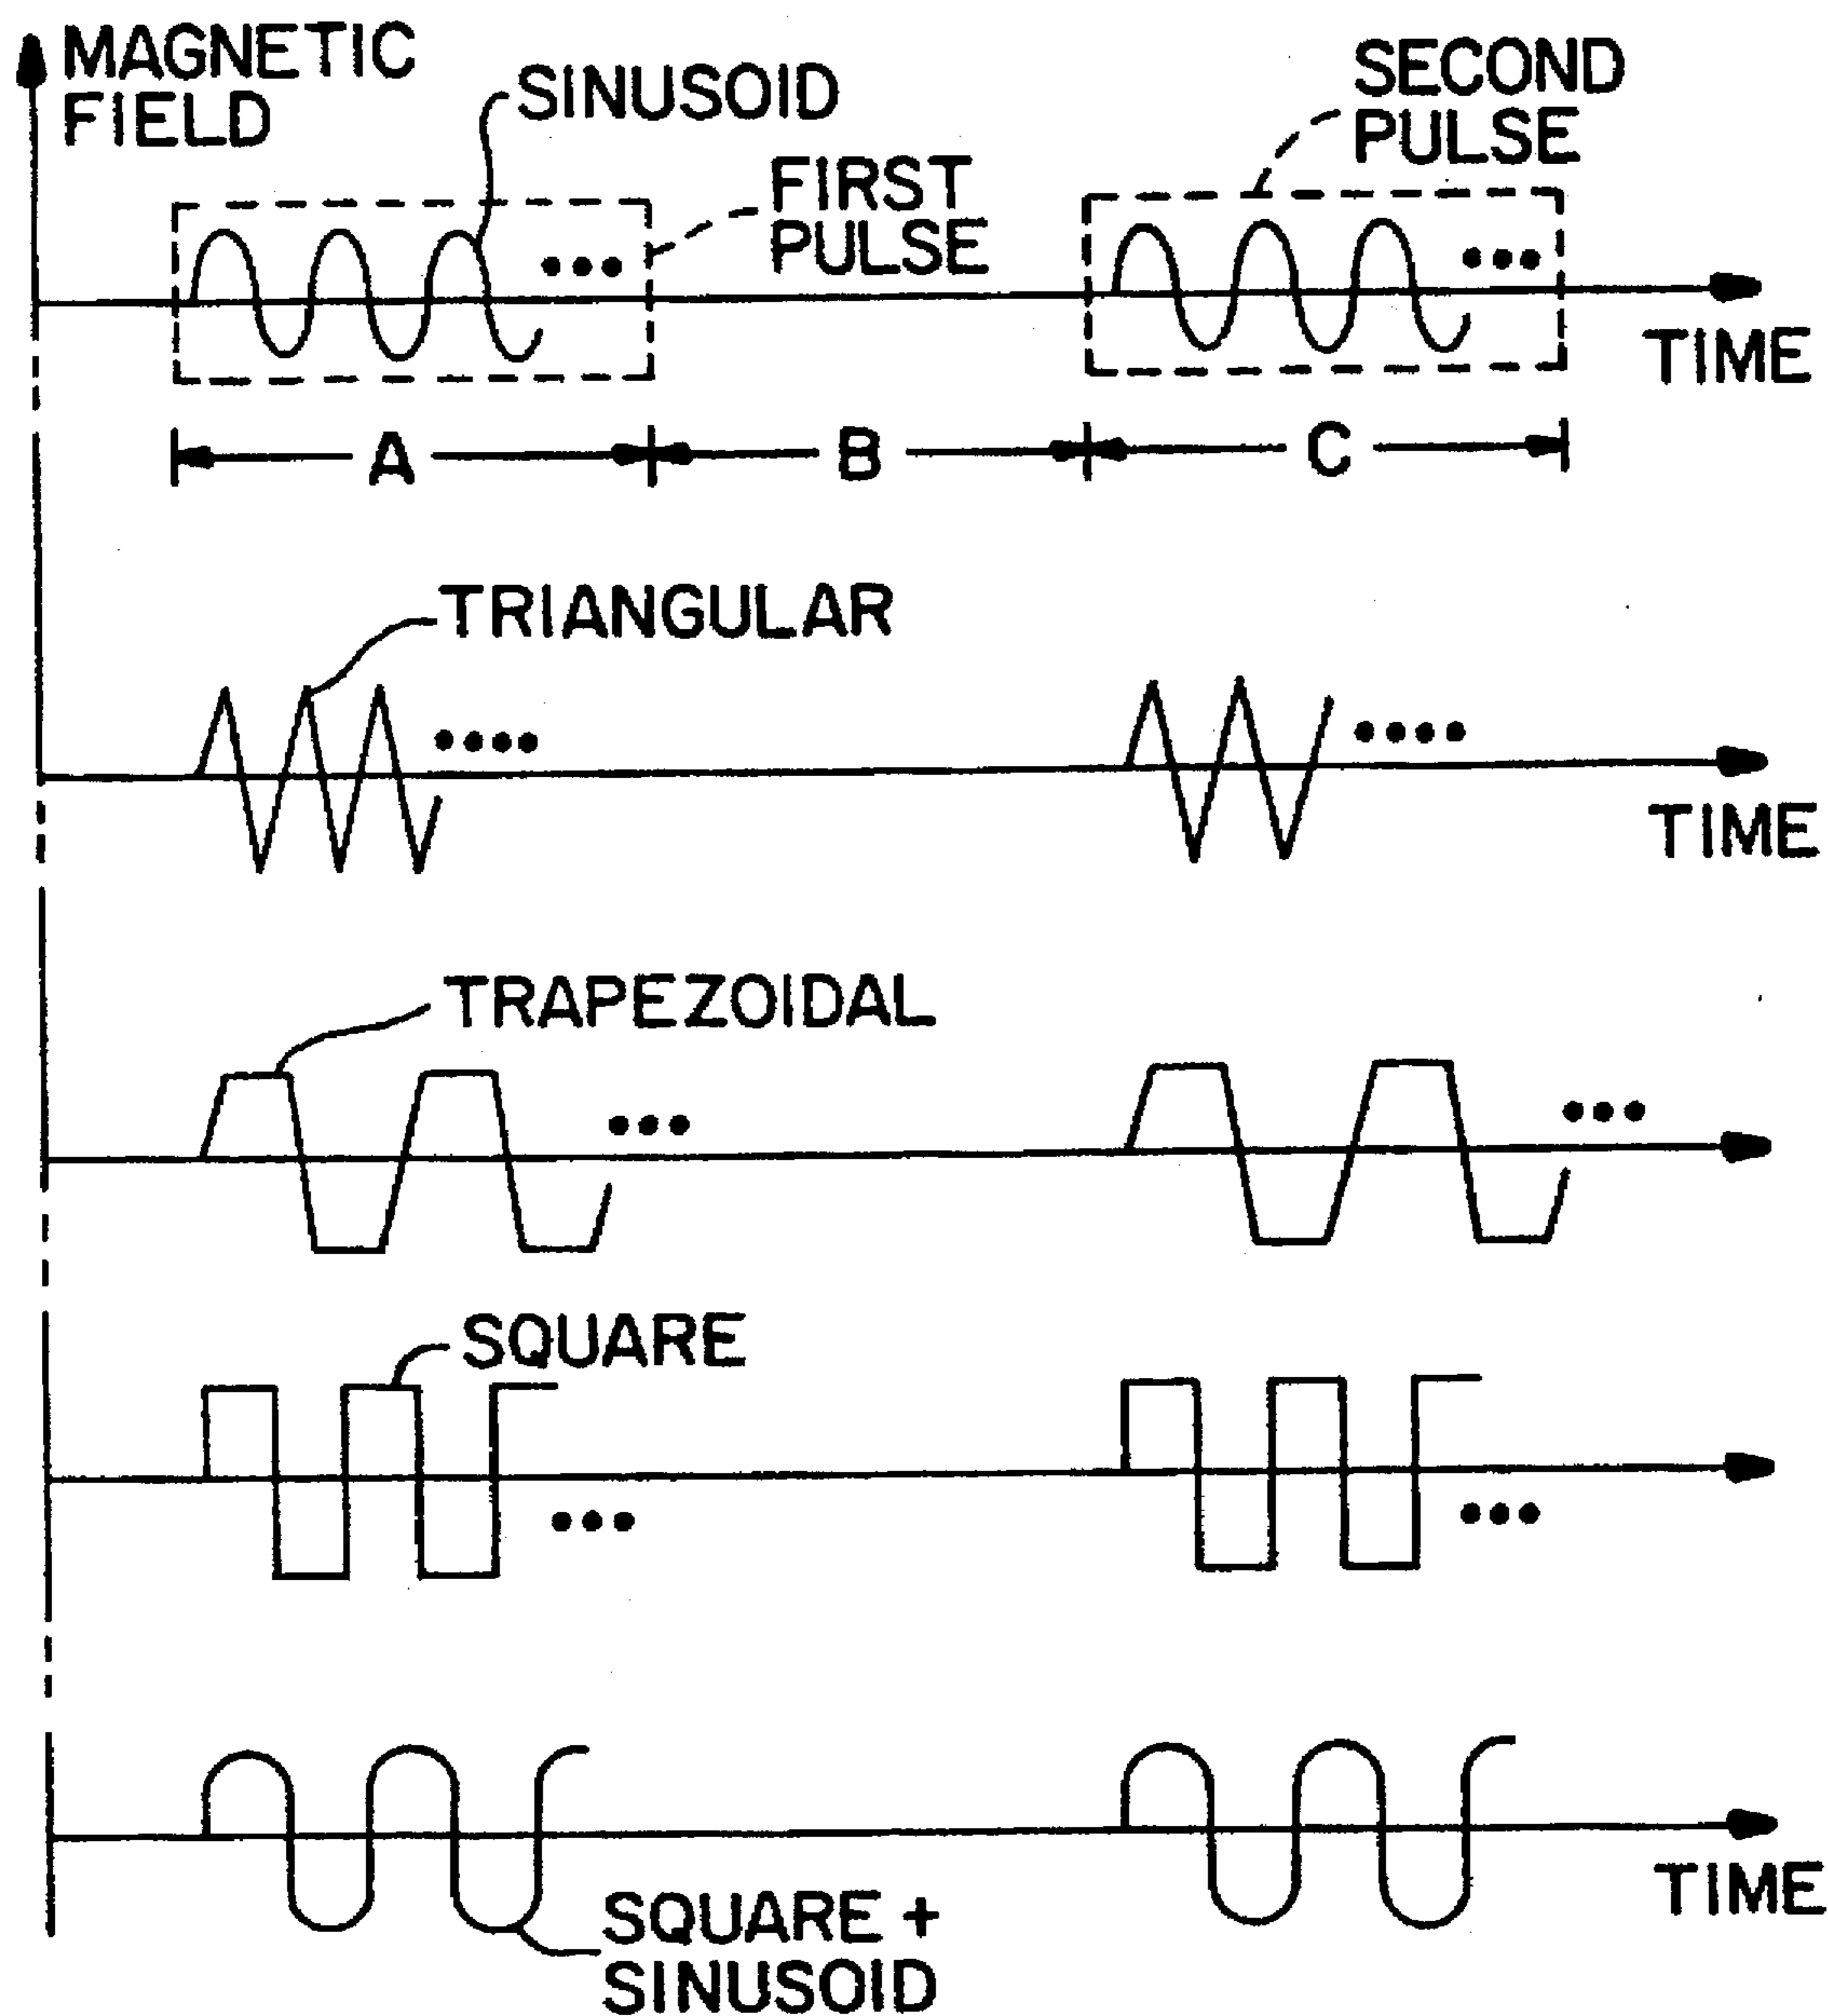 MAGNETIC
FIELD
SINUSOID
FIRST
PULSE
SECOND
PULSE
TIME
A
B
C
TRIANGULAR
TIME
TRAPEZOIDAL
SQUARE
TIME
SQUARE +
SINUSOID